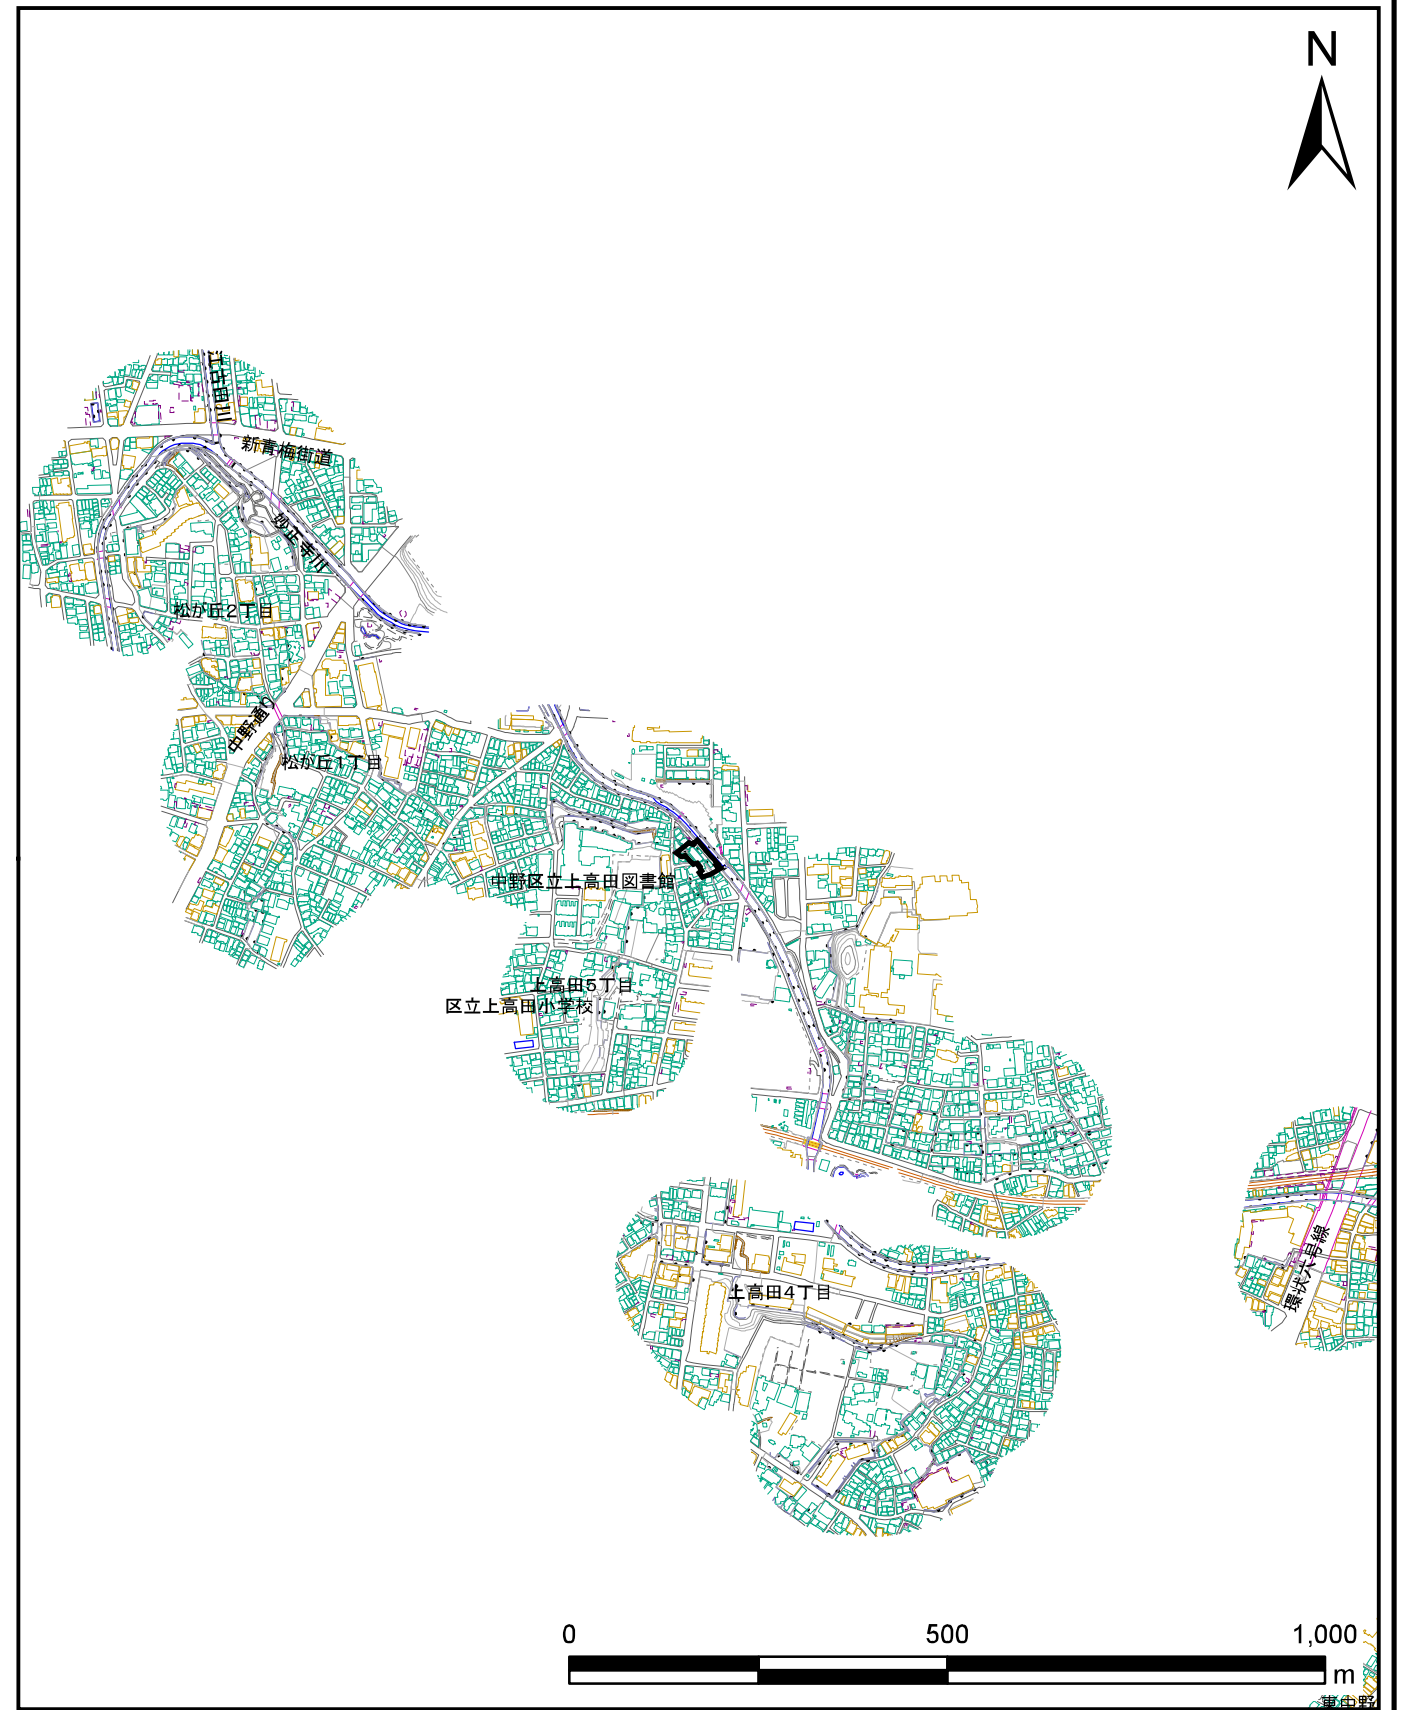 N
江古田川
新青梅街道
妙正寺川
松が丘2丁目
中野通り
松が丘1丁目
中野区立上高田図書館
上高田5丁目
区立上高田小学校
環状六号線
上高田4丁目
0 500 1,000
m
東中野